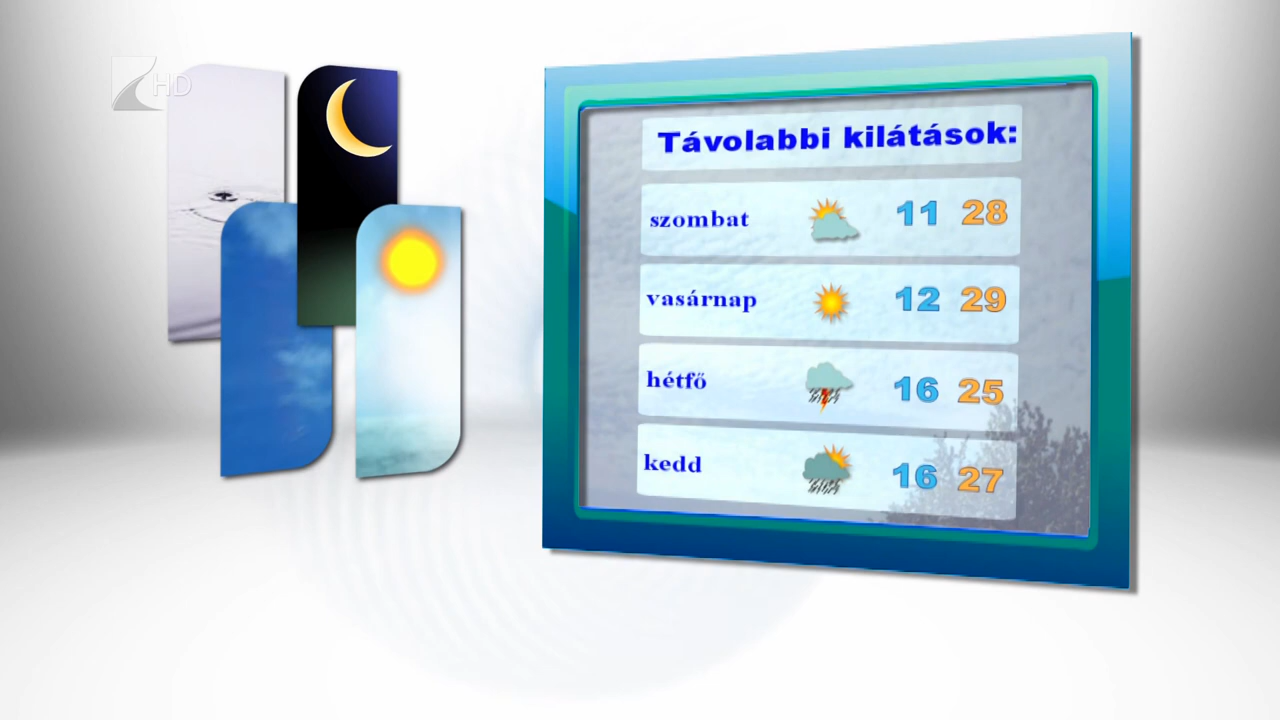 HD
Távolabbi kilátások:
szombat 11 28
vasárnap 12 29
hétfő 16 25
kedd 16 27